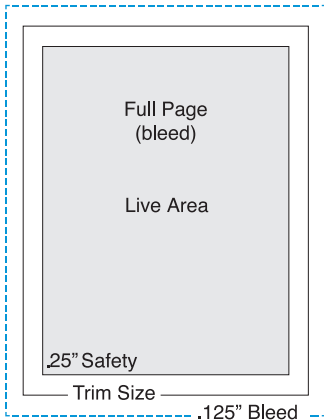 Full Page
(bleed)
Live Area
.25” Safety
Trim Size
.125” Bleed